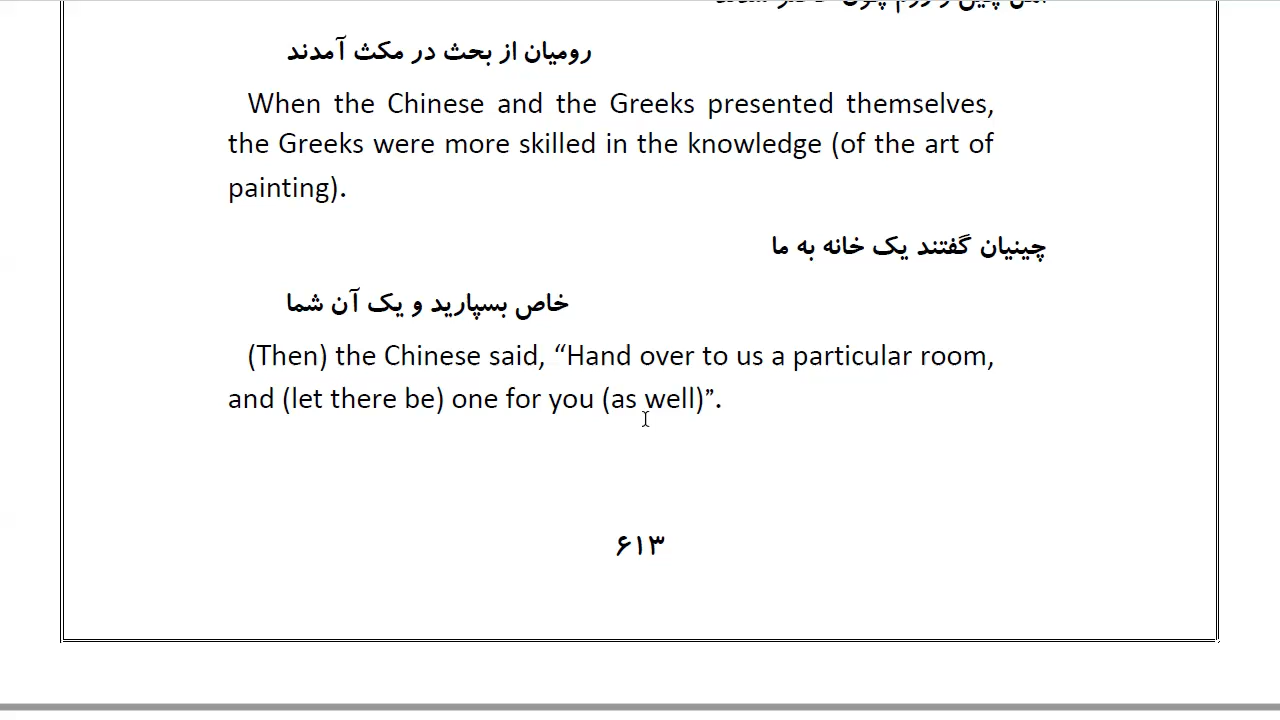 رومیان از بحث در مکث آمدند
When the Chinese and the Greeks presented themselves,
the Greeks were more skilled in the knowledge (of the art of
painting).
چینیان گفتند یک خانه به ما
خاص بسپارید و یک آن شما
(Then) the Chinese said, “Hand over to us a particular room,
and (let there be) one for you (as well)”.
۶۱۳